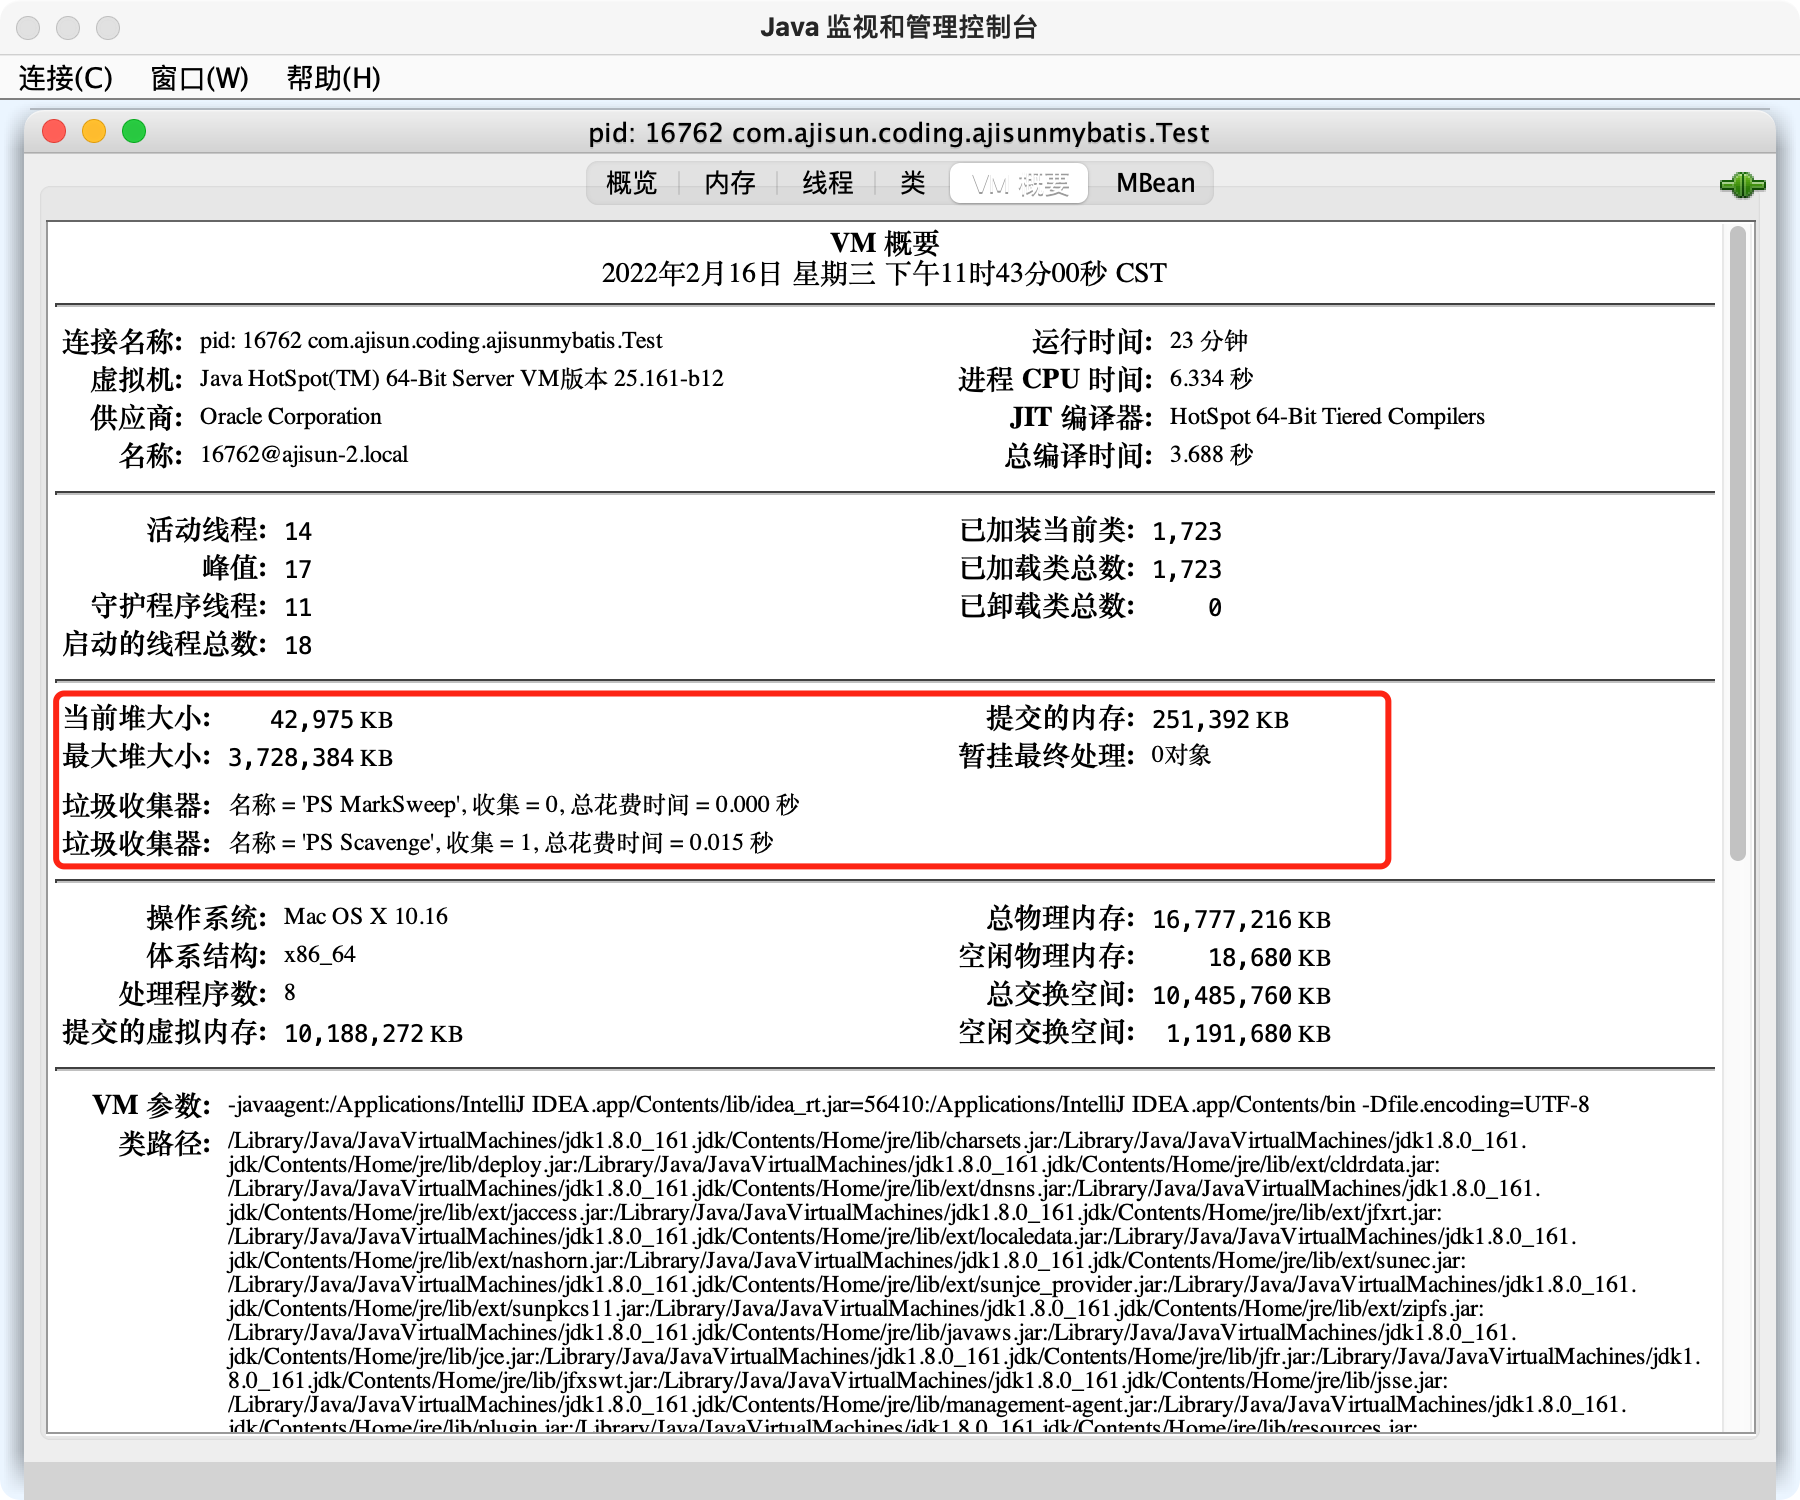 Java 监视和管理控制台
连接(C) 窗口(W) 帮助(H)
pid: 16762 com.ajisun.coding.ajisunmybatis.Test
概览 内存 线程 类 VM 概要 MBean
VM 概要
2022年2月16日 星期三 下午11时43分00秒 CST
连接名称: pid: 16762 com.ajisun.coding.ajisunmybatis.Test 运行时间: 23 分钟
虚拟机: Java HotSpot(TM) 64-Bit Server VM版本 25.161-b12 进程 CPU 时间: 6.334 秒
供应商: Oracle Corporation JIT 编译器: HotSpot 64-Bit Tiered Compilers
名称: 16762@ajisun-2.local 总编译时间: 3.688 秒
活动线程: 14 已加装当前类: 1,723
峰值: 17 已加载类总数: 1,723
守护程序线程: 11 已卸载类总数: 0
启动的线程总数: 18
当前堆大小: 42,975 KB 提交的内存: 251,392 KB
最大堆大小: 3,728,384 KB 暂挂最终处理: 0对象
垃圾收集器: 名称 = 'PS MarkSweep', 收集 = 0, 总花费时间 = 0.000 秒
垃圾收集器: 名称 = 'PS Scavenge', 收集 = 1, 总花费时间 = 0.015 秒
操作系统: Mac OS X 10.16 总物理内存: 16,777,216 KB
体系结构: x86_64 空闲物理内存: 18,680 KB
处理程序数: 8 总交换空间: 10,485,760 KB
提交的虚拟内存: 10,188,272 KB 空闲交换空间: 1,191,680 KB
VM 参数: -javaagent:/Applications/IntelliJ IDEA.app/Contents/lib/idea_rt.jar=56410:/Applications/IntelliJ IDEA.app/Contents/bin -Dfile.encoding=UTF-8
类路径: /Library/Java/JavaVirtualMachines/jdk1.8.0_161.jdk/Contents/Home/jre/lib/charsets.jar:/Library/Java/JavaVirtualMachines/jdk1.8.0_161.
jdk/Contents/Home/jre/lib/deploy.jar:/Library/Java/JavaVirtualMachines/jdk1.8.0_161.jdk/Contents/Home/jre/lib/ext/cldrdata.jar:
/Library/Java/JavaVirtualMachines/jdk1.8.0_161.jdk/Contents/Home/jre/lib/ext/dnsns.jar:/Library/Java/JavaVirtualMachines/jdk1.8.0_161.
jdk/Contents/Home/jre/lib/ext/jaccess.jar:/Library/Java/JavaVirtualMachines/jdk1.8.0_161.jdk/Contents/Home/jre/lib/ext/jfxrt.jar:
/Library/Java/JavaVirtualMachines/jdk1.8.0_161.jdk/Contents/Home/jre/lib/ext/localedata.jar:/Library/Java/JavaVirtualMachines/jdk1.8.0_161.
jdk/Contents/Home/jre/lib/ext/nashorn.jar:/Library/Java/JavaVirtualMachines/jdk1.8.0_161.jdk/Contents/Home/jre/lib/ext/sunec.jar:
/Library/Java/JavaVirtualMachines/jdk1.8.0_161.jdk/Contents/Home/jre/lib/ext/sunjce_provider.jar:/Library/Java/JavaVirtualMachines/jdk1.8.0_161.
jdk/Contents/Home/jre/lib/ext/sunpkcs11.jar:/Library/Java/JavaVirtualMachines/jdk1.8.0_161.jdk/Contents/Home/jre/lib/ext/zipfs.jar:
/Library/Java/JavaVirtualMachines/jdk1.8.0_161.jdk/Contents/Home/jre/lib/javaws.jar:/Library/Java/JavaVirtualMachines/jdk1.8.0_161.
jdk/Contents/Home/jre/lib/jce.jar:/Library/Java/JavaVirtualMachines/jdk1.8.0_161.jdk/Contents/Home/jre/lib/jfr.jar:/Library/Java/JavaVirtualMachines/jdk1.
8.0_161.jdk/Contents/Home/jre/lib/jfxswt.jar:/Library/Java/JavaVirtualMachines/jdk1.8.0_161.jdk/Contents/Home/jre/lib/jsse.jar:
/Library/Java/JavaVirtualMachines/jdk1.8.0_161.jdk/Contents/Home/jre/lib/management-agent.jar:/Library/Java/JavaVirtualMachines/jdk1.8.0_161.
jdk/Contents/Home/jre/lib/plugin.jar:/Library/Java/JavaVirtualMachines/jdk1.8.0_161.jdk/Contents/Home/jre/lib/resources.jar: